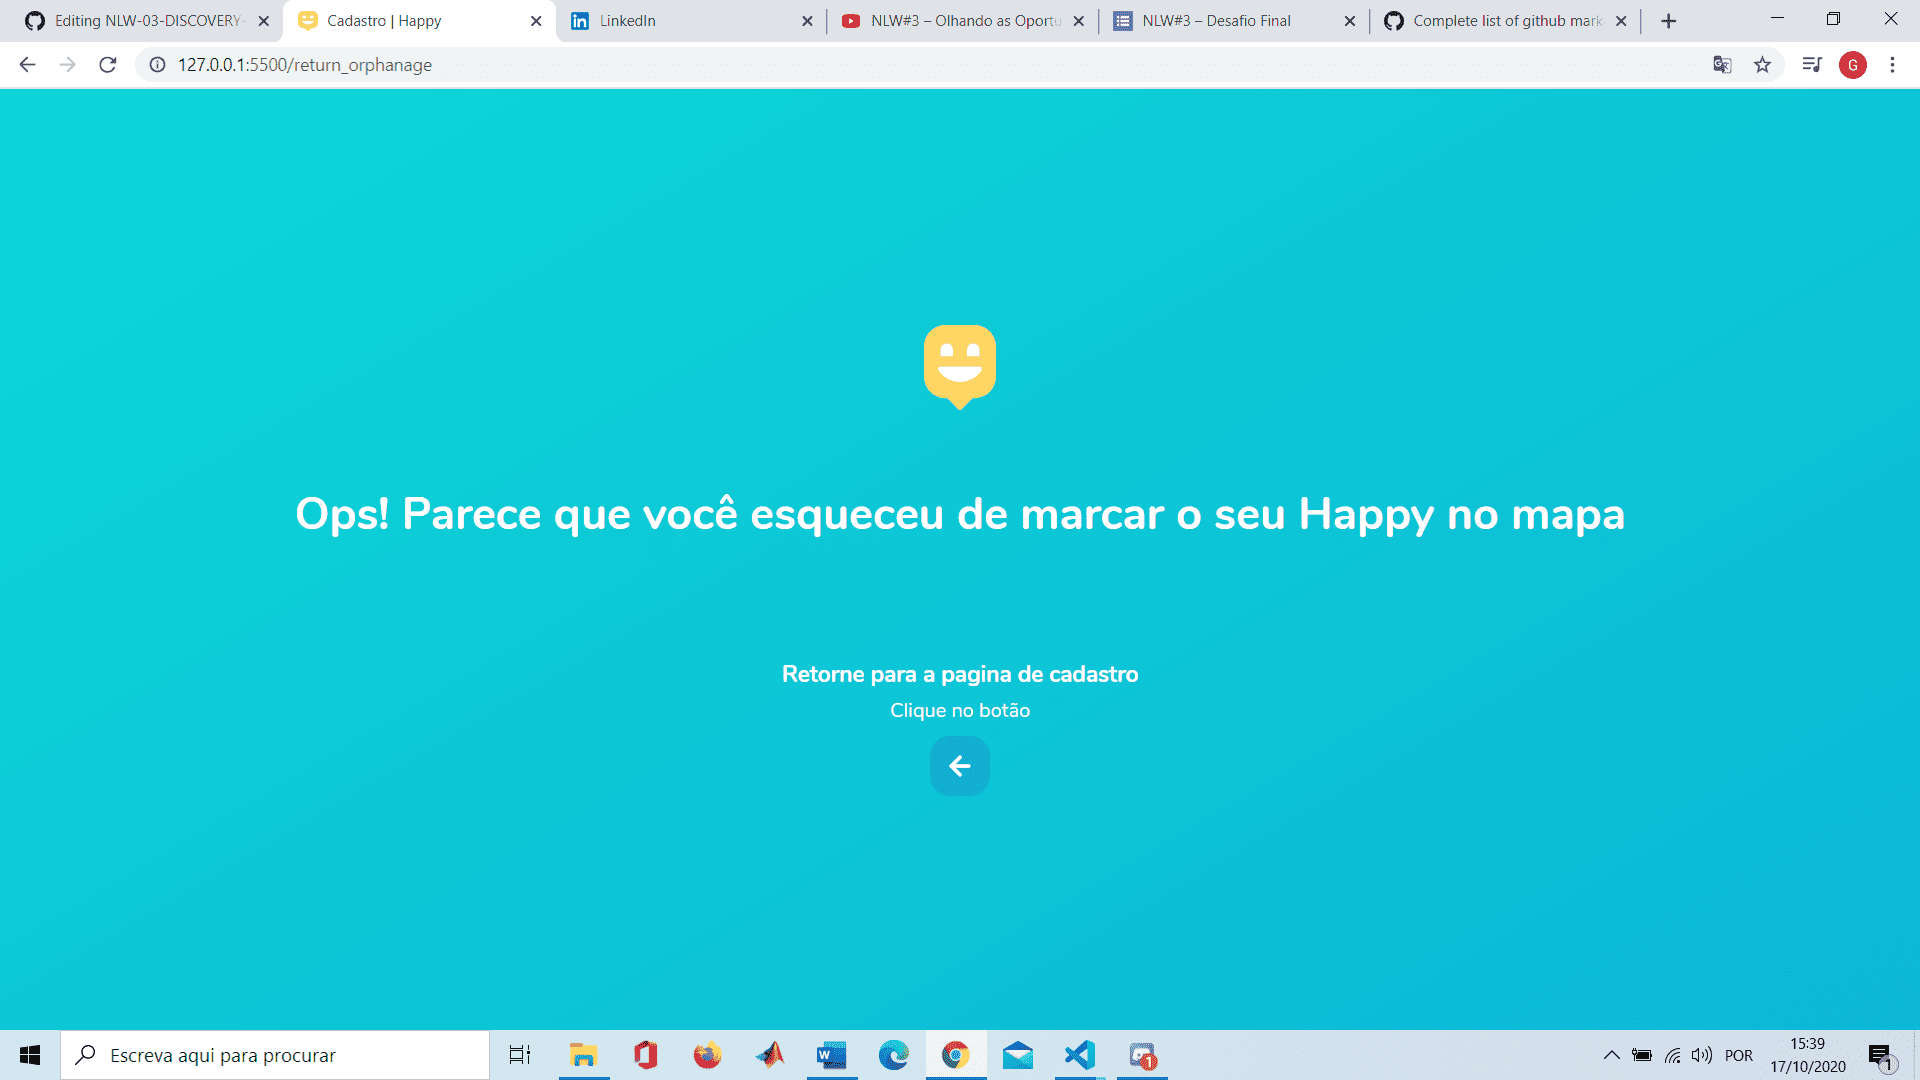 Editing NLW-03-DISCOVERY-
Cadastro | Happy
LinkedIn
NLW#3 – Olhando as Oportu
NLW#3 – Desafio Final
Complete list of github mark
127.0.0.1:5500/return_orphanage
G
Ops! Parece que você esqueceu de marcar o seu Happy no mapa
Retorne para a pagina de cadastro
Clique no botão
Escreva aqui para procurar
POR
15:39
17/10/2020
1